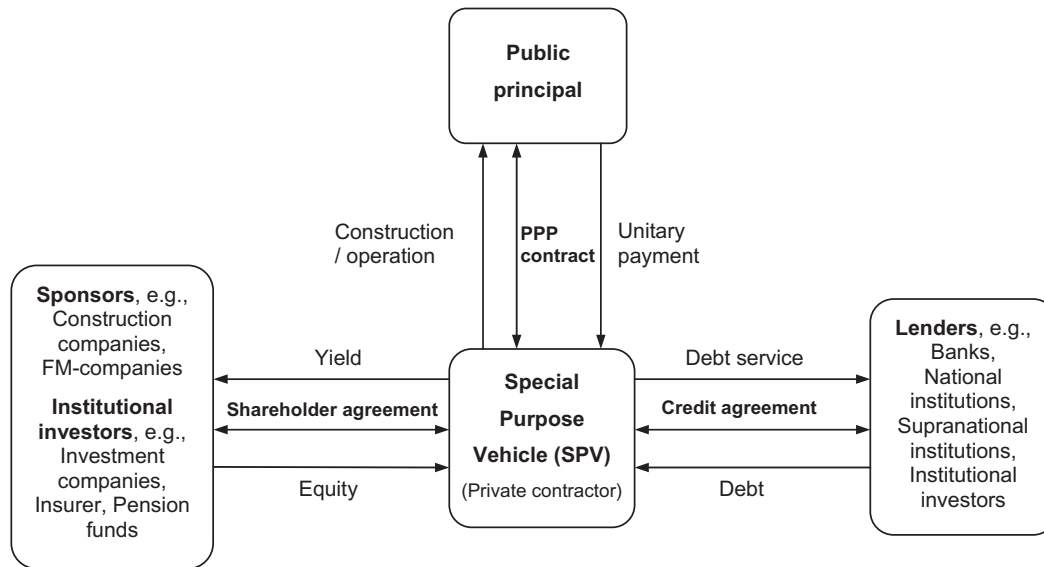 Public
principal
Construction
/ operation
PPP
contract
Unitary
payment
Sponsors, e.g.,
Construction
companies,
FM-companies
Institutional
investors, e.g.,
Investment
companies,
Insurer, Pension
funds
Yield
Shareholder agreement
Equity
Special
Purpose
Vehicle (SPV)
(Private contractor)
Debt service
Credit agreement
Debt
Lenders, e.g.,
Banks,
National
institutions,
Supranational
institutions,
Institutional
investors